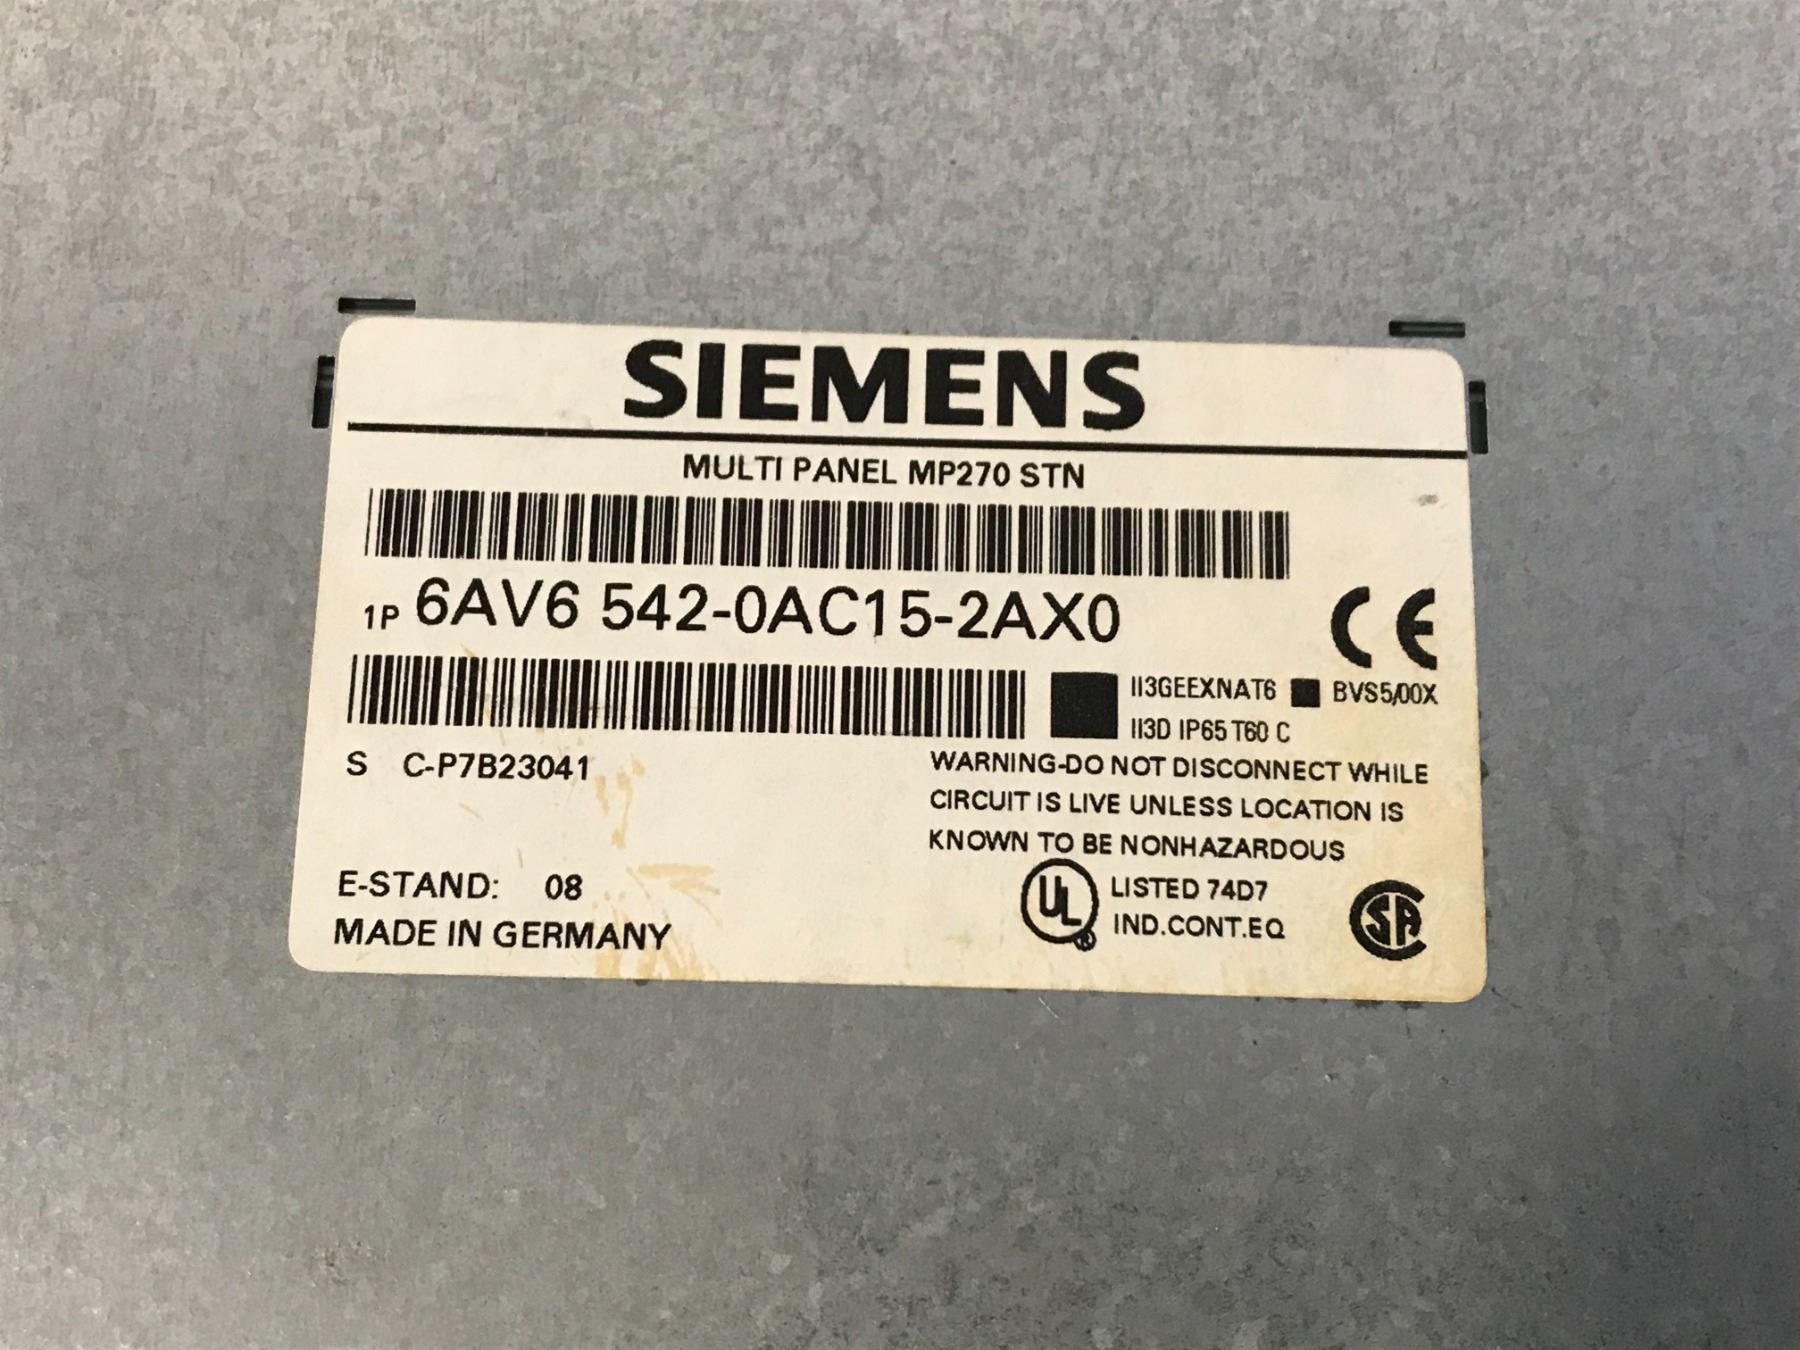 SIEMENS
MULTI PANEL MP270 STN
1P 6AV6 542-0AC15-2AX0
CE
II3GEEXNAT6 BVS5/00X
II3D IP65 T60 C
S C-P7B23041
WARNING-DO NOT DISCONNECT WHILE
CIRCUIT IS LIVE UNLESS LOCATION IS
KNOWN TO BE NONHAZARDOUS
E-STAND: 08
MADE IN GERMANY
UL® LISTED 74D7
IND.CONT.EQ
SA